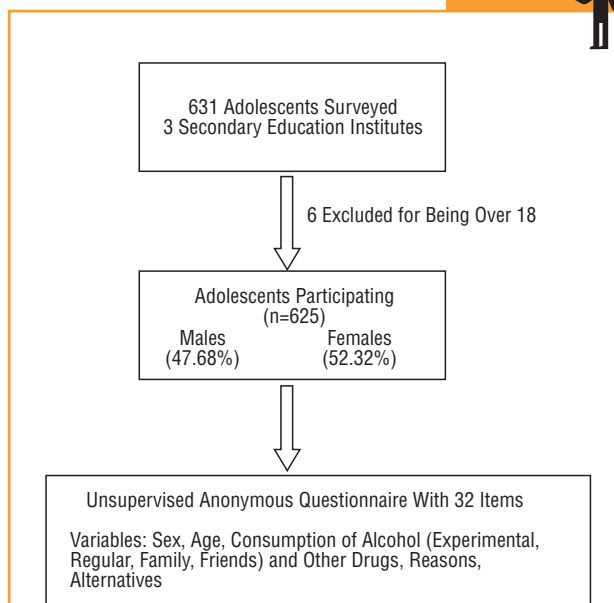 631 Adolescents Surveyed
3 Secondary Education Institutes
6 Excluded for Being Over 18
Adolescents Participating
(n=625)
Males Females
(47.68%) (52.32%)
Unsupervised Anonymous Questionnaire With 32 Items
Variables: Sex, Age, Consumption of Alcohol (Experimental,
Regular, Family, Friends) and Other Drugs, Reasons,
Alternatives